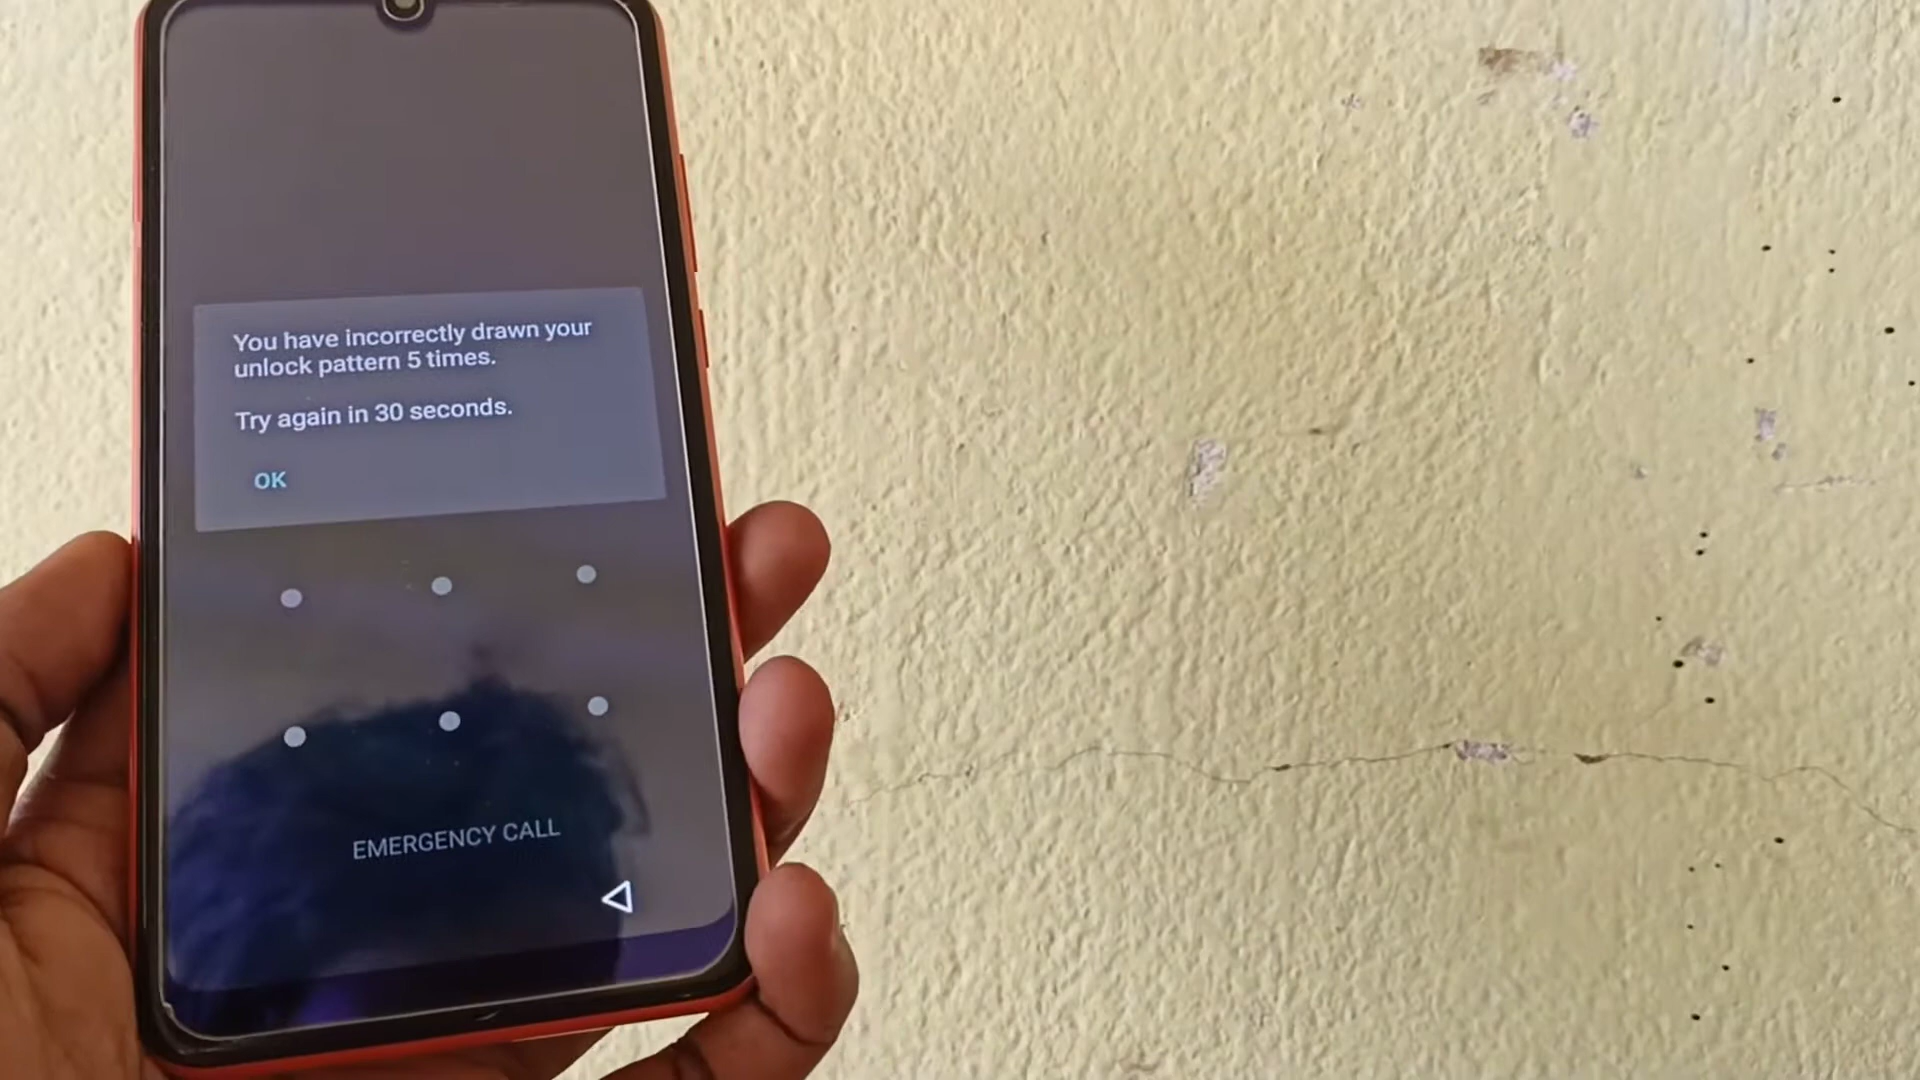 You have incorrectly drawn your
unlock pattern 5 times.
Try again in 30 seconds.
OK
EMERGENCY CALL